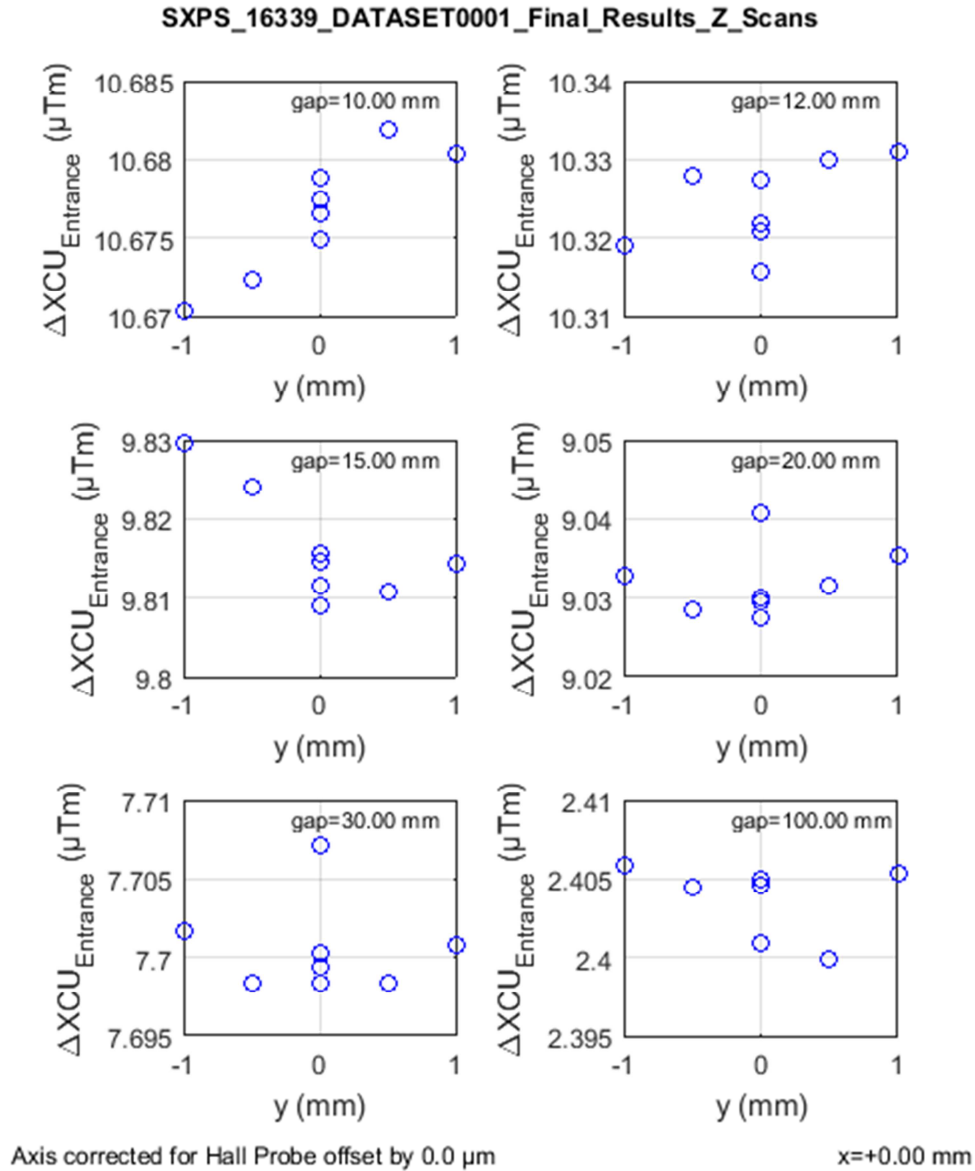 SXPS_16339_DATASET0001_Final_Results_Z_Scans
ΔXCU_Entrance (µTm)
10.685
10.68
10.675
10.67
gap=10.00 mm
-1 0 1
y (mm)
ΔXCU_Entrance (µTm)
10.34
10.33
10.32
10.31
gap=12.00 mm
-1 0 1
y (mm)
ΔXCU_Entrance (µTm)
9.83
9.82
9.81
9.8
gap=15.00 mm
-1 0 1
y (mm)
ΔXCU_Entrance (µTm)
9.05
9.04
9.03
9.02
gap=20.00 mm
-1 0 1
y (mm)
ΔXCU_Entrance (µTm)
7.71
7.705
7.7
7.695
gap=30.00 mm
-1 0 1
y (mm)
ΔXCU_Entrance (µTm)
2.41
2.405
2.4
2.395
gap=100.00 mm
-1 0 1
y (mm)
Axis corrected for Hall Probe offset by 0.0 µm
x=+0.00 mm